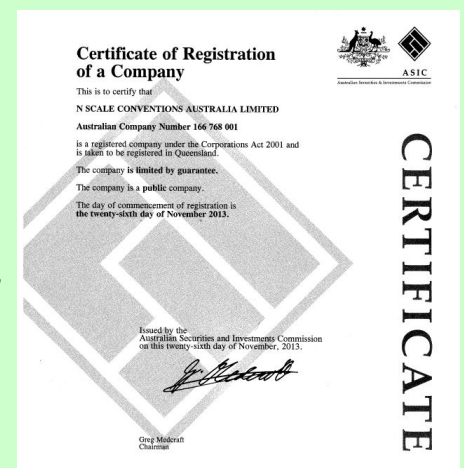 Certificate of Registration
of a Company
This is to certify that
N SCALE CONVENTIONS AUSTRALIA LIMITED
Australian Company Number 166 768 001
is a registered company under the Corporations Act 2001 and
is taken to be registered in Queensland.
The company is limited by guarantee.
The company is a public company.
The day of commencement of registration is
the twenty-sixth day of November 2013.
Issued by the
Australian Securities and Investments Commission
on this twenty-sixth day of November, 2013.
Greg Medcraft
Chairman
ASIC
Australian Securities & Investments Commission
CERTIFICATE